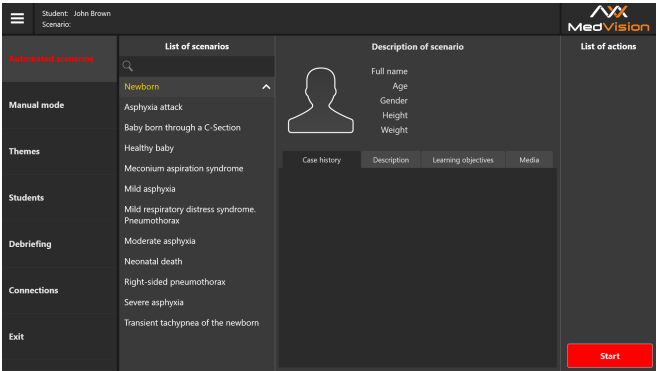 Student: John Brown
Scenario:
MedVision
Automated scenarios
Manual mode
Themes
Students
Debriefing
Connections
Exit
List of scenarios
Newborn
Asphyxia attack
Baby born through a C-Section
Healthy baby
Meconium aspiration syndrome
Mild asphyxia
Mild respiratory distress syndrome.
Pneumothorax
Moderate asphyxia
Neonatal death
Right-sided pneumothorax
Severe asphyxia
Transient tachypnea of the newborn
Description of scenario
Full name
Age
Gender
Height
Weight
Case history Description Learning objectives Media
List of actions
Start